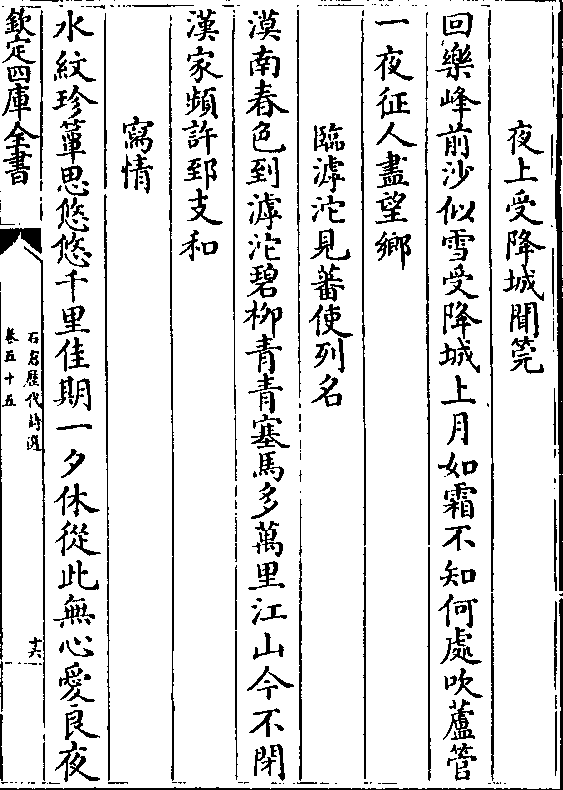 夜上受降城聞筦
回樂峰前沙似雪受降城上月如霜不知何處吹蘆管
一夜征人盡望鄉
臨滹沱見蕃使列名
漠南春色到滹沱碧栁青青塞馬多萬里江山今不閉
漢家頻許郅支和
寫情
水紋珍簟思悠悠千里佳期一夕休從此無心愛良夜
欽定四庫全書
石倉歷代詩選
卷五十五
十六